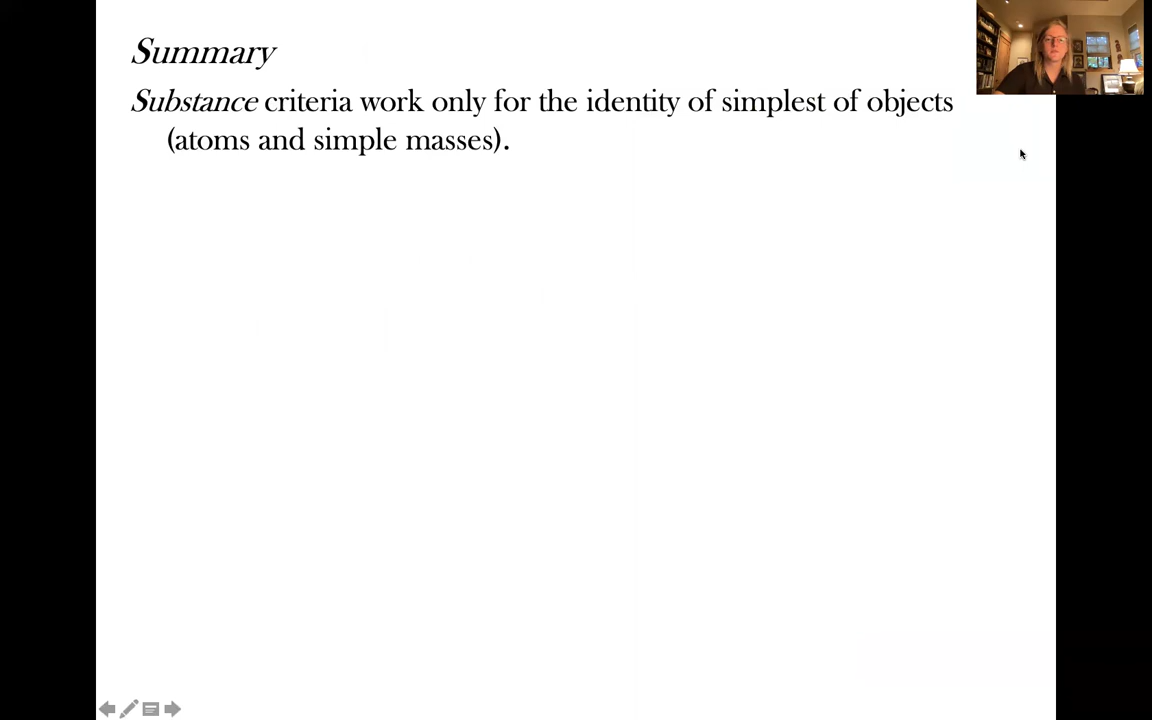 Summary
Substance criteria work only for the identity of simplest of objects
(atoms and simple masses).